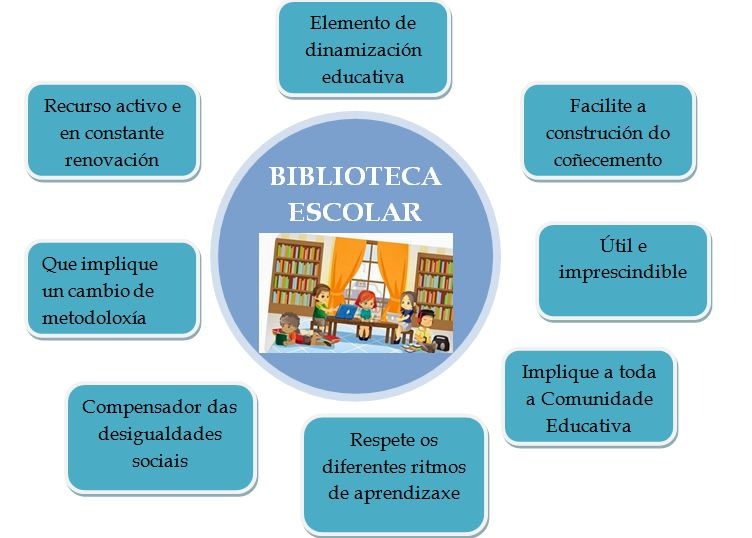 Elemento de
dinamización
educativa
Recurso activo e
en constante
renovación
Facilite a
construción do
coñecemento
BIBLIOTECA
ESCOLAR
Útil e
imprescindible
Que implique
un cambio de
metodoloxía
Implique a toda
a Comunidade
Educativa
Compensador das
desigualdades
sociais
Respete os
diferentes ritmos
de aprendizaxe